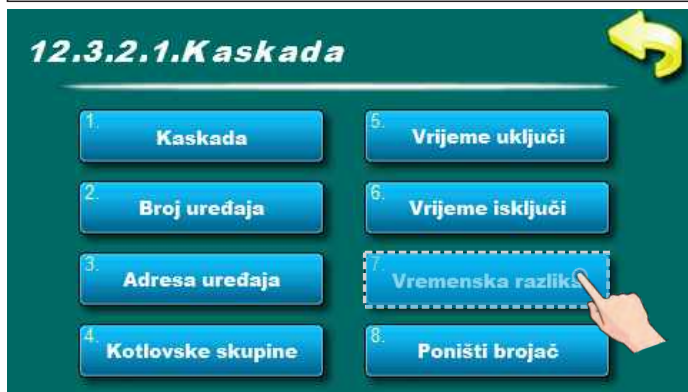 12.3.2.1.Kaskada
1. Kaskada
2. Broj uređaja
3. Adresa uređaja
4. Kotlovske skupine
5. Vrijeme uključi
6. Vrijeme isključi
7. Vremenska razlika
8. Poništi brojač